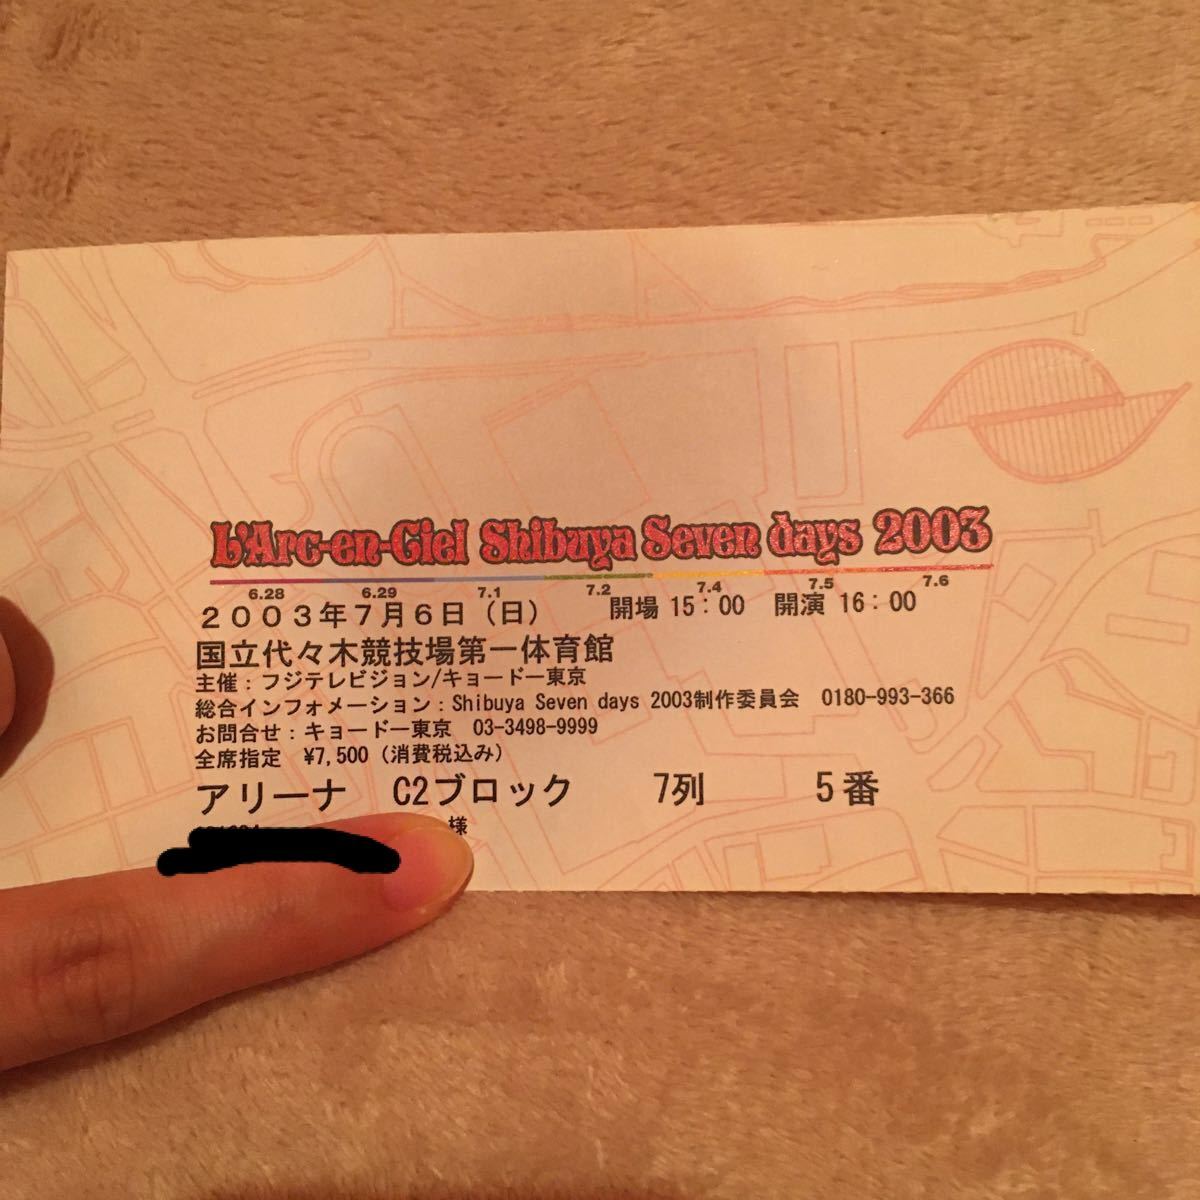 L'Arc-en-Ciel Shibuya Seven days 2003
6.28 6.29 7.1 7.2 7.4 7.5 7.6
2003年7月6日（日） 開場 15：00 開演 16：00
国立代々木競技場第一体育館
主催：フジテレビジョン/キョードー東京
総合インフォメーション：Shibuya Seven days 2003制作委員会 0180-993-366
お問合せ：キョードー東京 03-3498-9999
全席指定 ¥7,500（消費税込み）
アリーナ C2ブロック 7列 5番
様